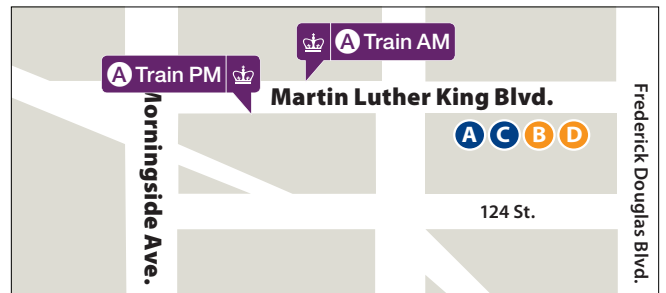 A Train AM
A Train PM
Martin Luther King Blvd.
A C B D
124 St.
Morningside Ave.
Frederick Douglas Blvd.